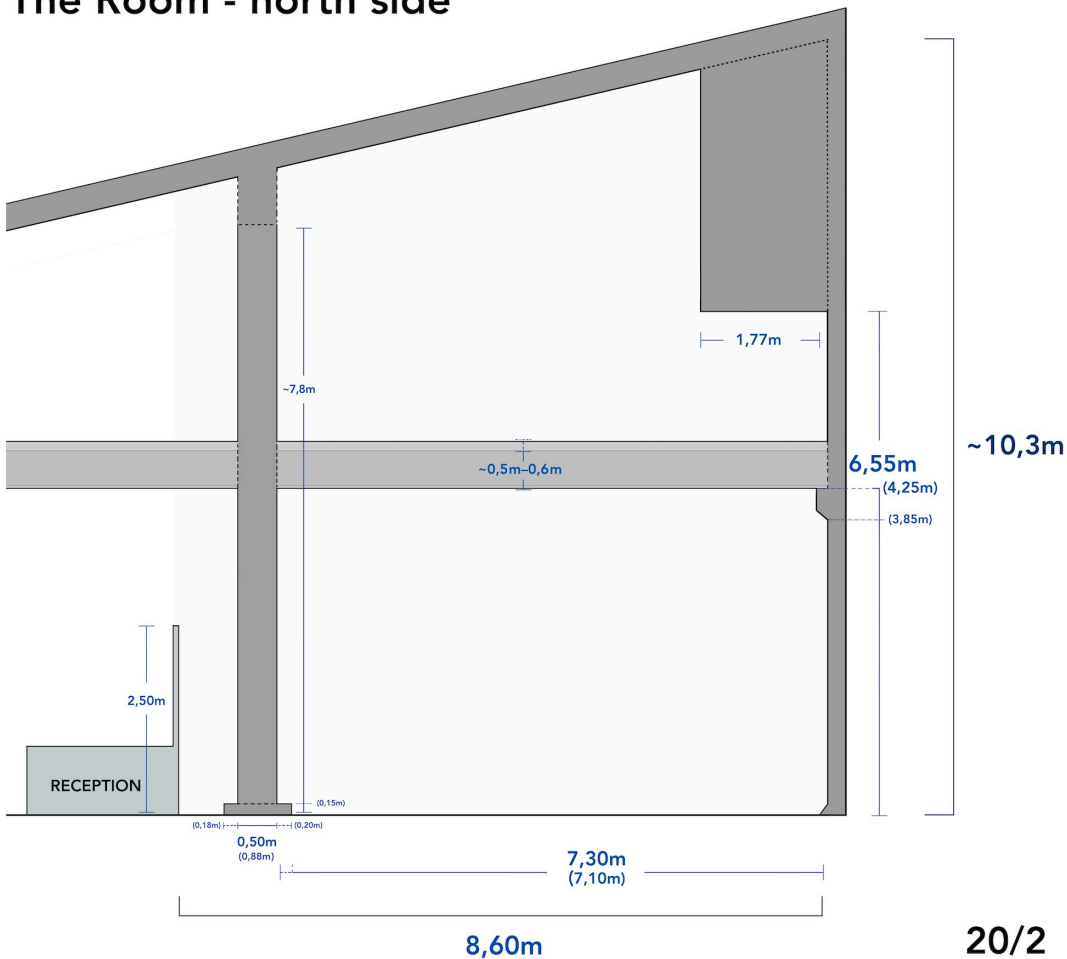 The Room - north side
1,77m
~7,8m
~10,3m
~0,5m–0,6m
6,55m
(4,25m)
(3,85m)
2,50m
RECEPTION
(0,15m)
(0,18m)
(0,20m)
0,50m
(0,88m)
7,30m
(7,10m)
8,60m
20/2